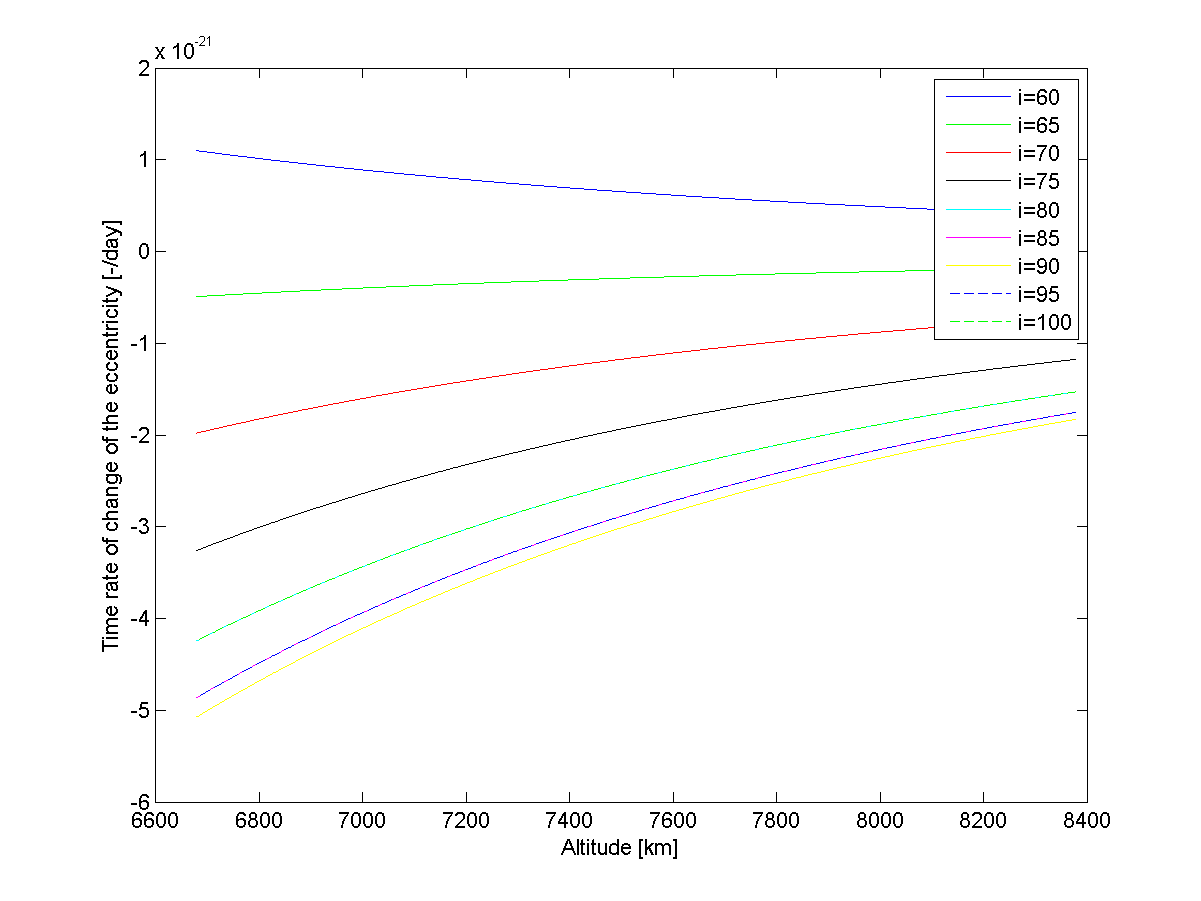 x 10-21
2
1
0
-1
-2
-3
-4
-5
-6
6600 6800 7000 7200 7400 7600 7800 8000 8200 8400
Altitude [km]
Time rate of change of the eccentricity [-/day]
i=60
i=65
i=70
i=75
i=80
i=85
i=90
i=95
i=100